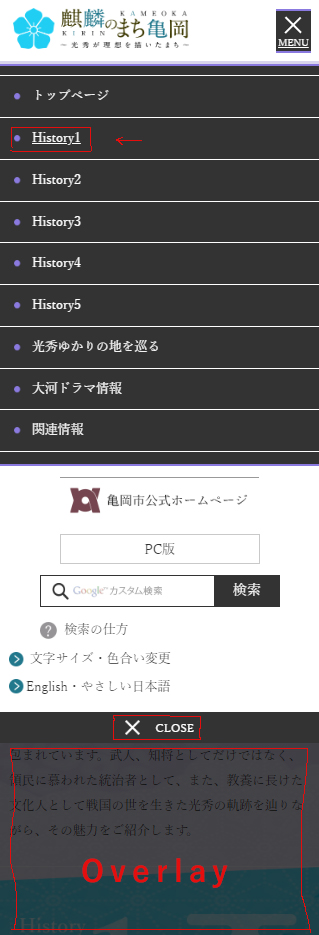 麒麟のまち亀岡
KIRIN KAMEOKA
～光秀が理想を描いたまち～
MENU
トップページ
History1
History2
History3
History4
History5
光秀ゆかりの地を巡る
大河ドラマ情報
関連情報
亀岡市公式ホームページ
PC版
Google™ カスタム検索
検索
? 検索の仕方
文字サイズ・色合い変更
English・やさしい日本語
CLOSE
包まれています。武人、知将としてだけではなく、
領民に慕われた統治者として、また、教養に長けた
文化人として戦国の世を生きた光秀の軌跡を辿りな
がら、その魅力をご紹介します。
Overlay
History 1